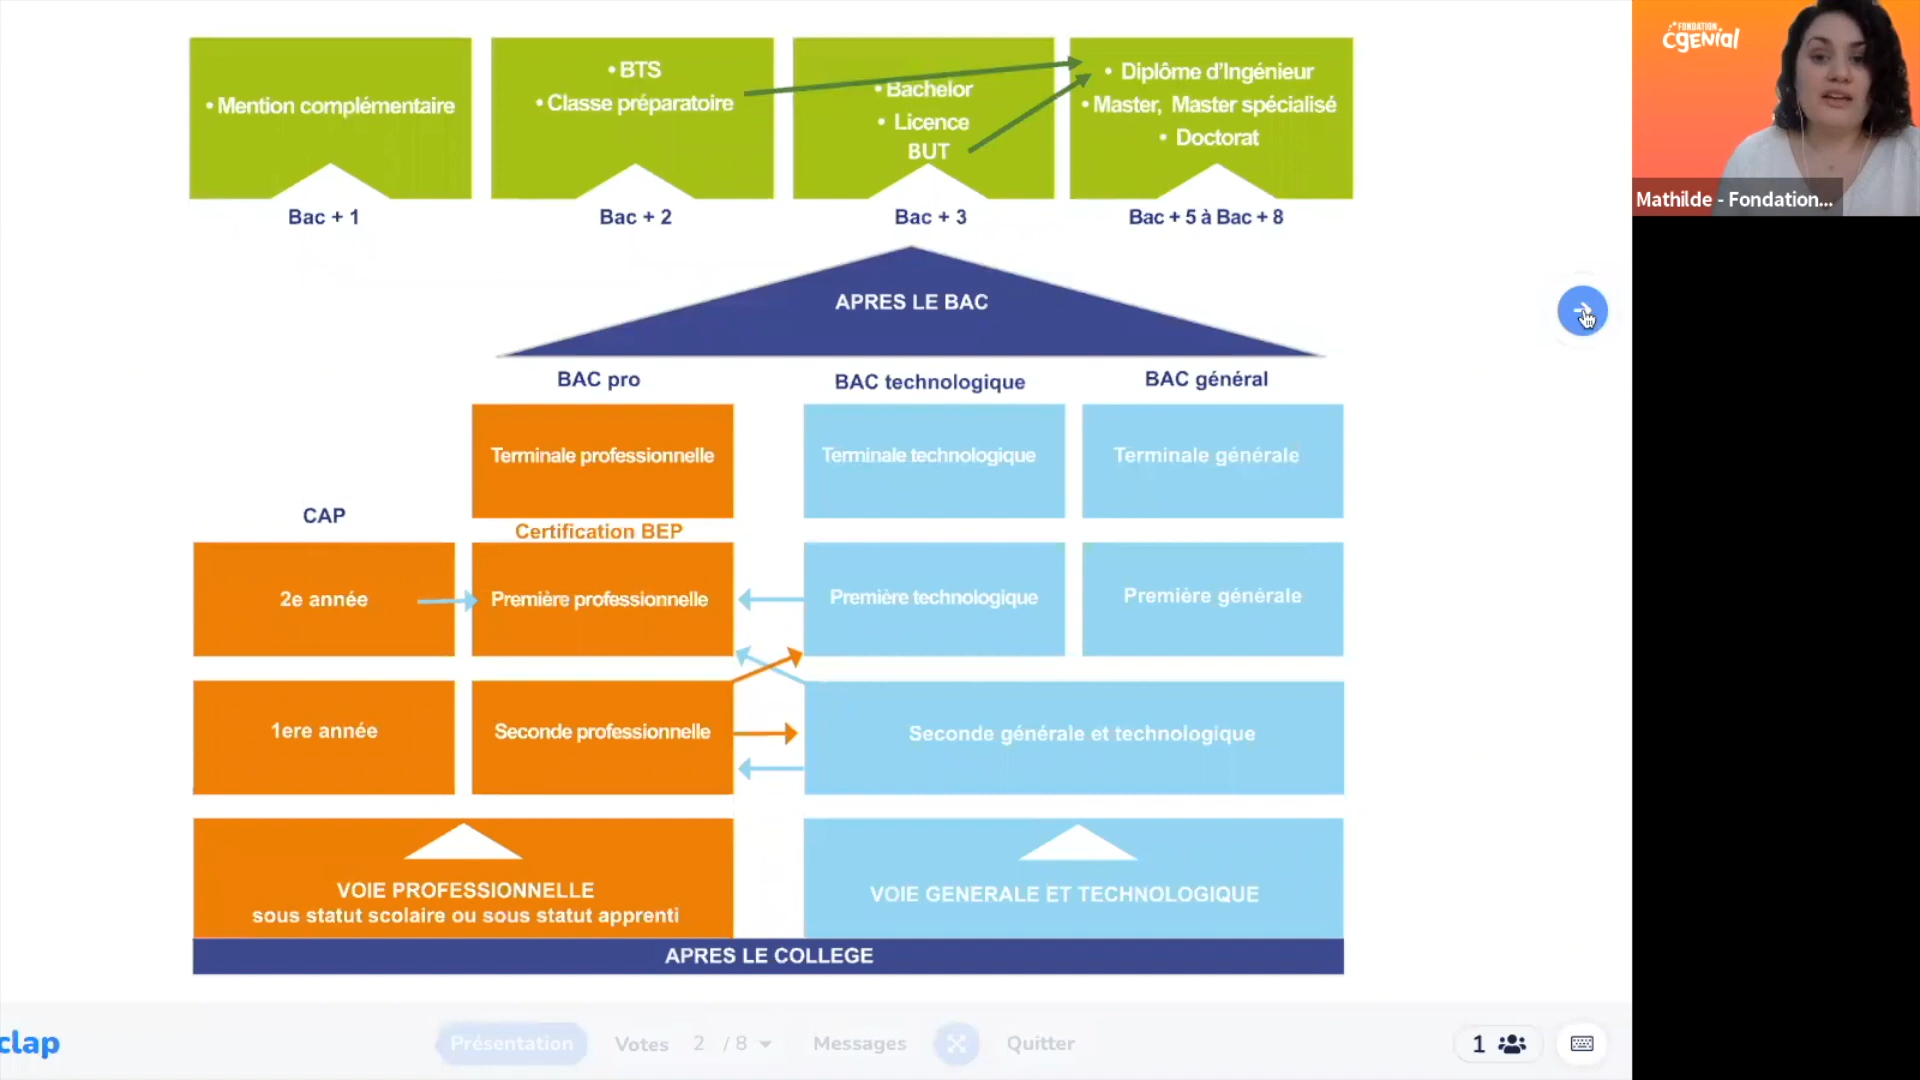 • Mention complémentaire
• BTS
• Classe préparatoire
• Bachelor
• Licence
BUT
• Diplôme d'Ingénieur
• Master, Master spécialisé
• Doctorat
Bac + 1
Bac + 2
Bac + 3
Bac + 5 à Bac + 8
APRES LE BAC
BAC pro
BAC technologique
BAC général
Terminale professionnelle
Terminale technologique
Terminale générale
CAP
Certification BEP
2e année
Première professionnelle
Première technologique
Première générale
1ere année
Seconde professionnelle
Seconde générale et technologique
VOIE PROFESSIONNELLE
sous statut scolaire ou sous statut apprenti
VOIE GENERALE ET TECHNOLOGIQUE
APRES LE COLLEGE
clap
Présentation
Votes 2 / 8
Messages
Quitter
1
FONDATION
CGENIAL
Mathilde - Fondation...